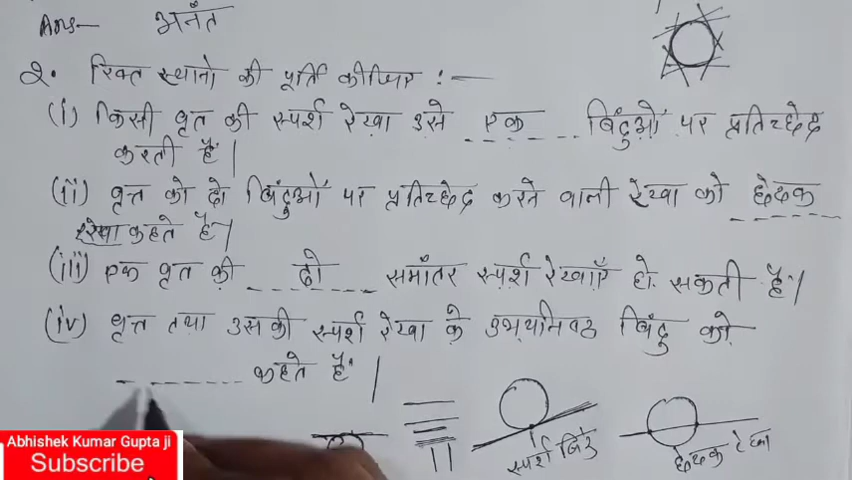 Ans— अनंत
2. रिक्त स्थानो की पूर्ति कीजिए :—
(i) किसी वृत की स्पर्श रेखा उसे एक बिंदुओं पर प्रतिच्छेद
करती है |
(ii) वृत्त को दो बिंदुओं पर प्रतिच्छेद करने वाली रेखा को छेदक
रेखा कहते है |
(iii) एक वृत की दो समांतर स्पर्श रेखाएँ हो सकती है |
(iv) वृत्त तथा उसकी स्पर्श रेखा के उभयनिष्ठ बिंदु को
_ _ _ _ _ कहते हैं |
स्पर्श बिंदु
छेदक रेखा
Abhishek Kumar Gupta ji
Subscribe